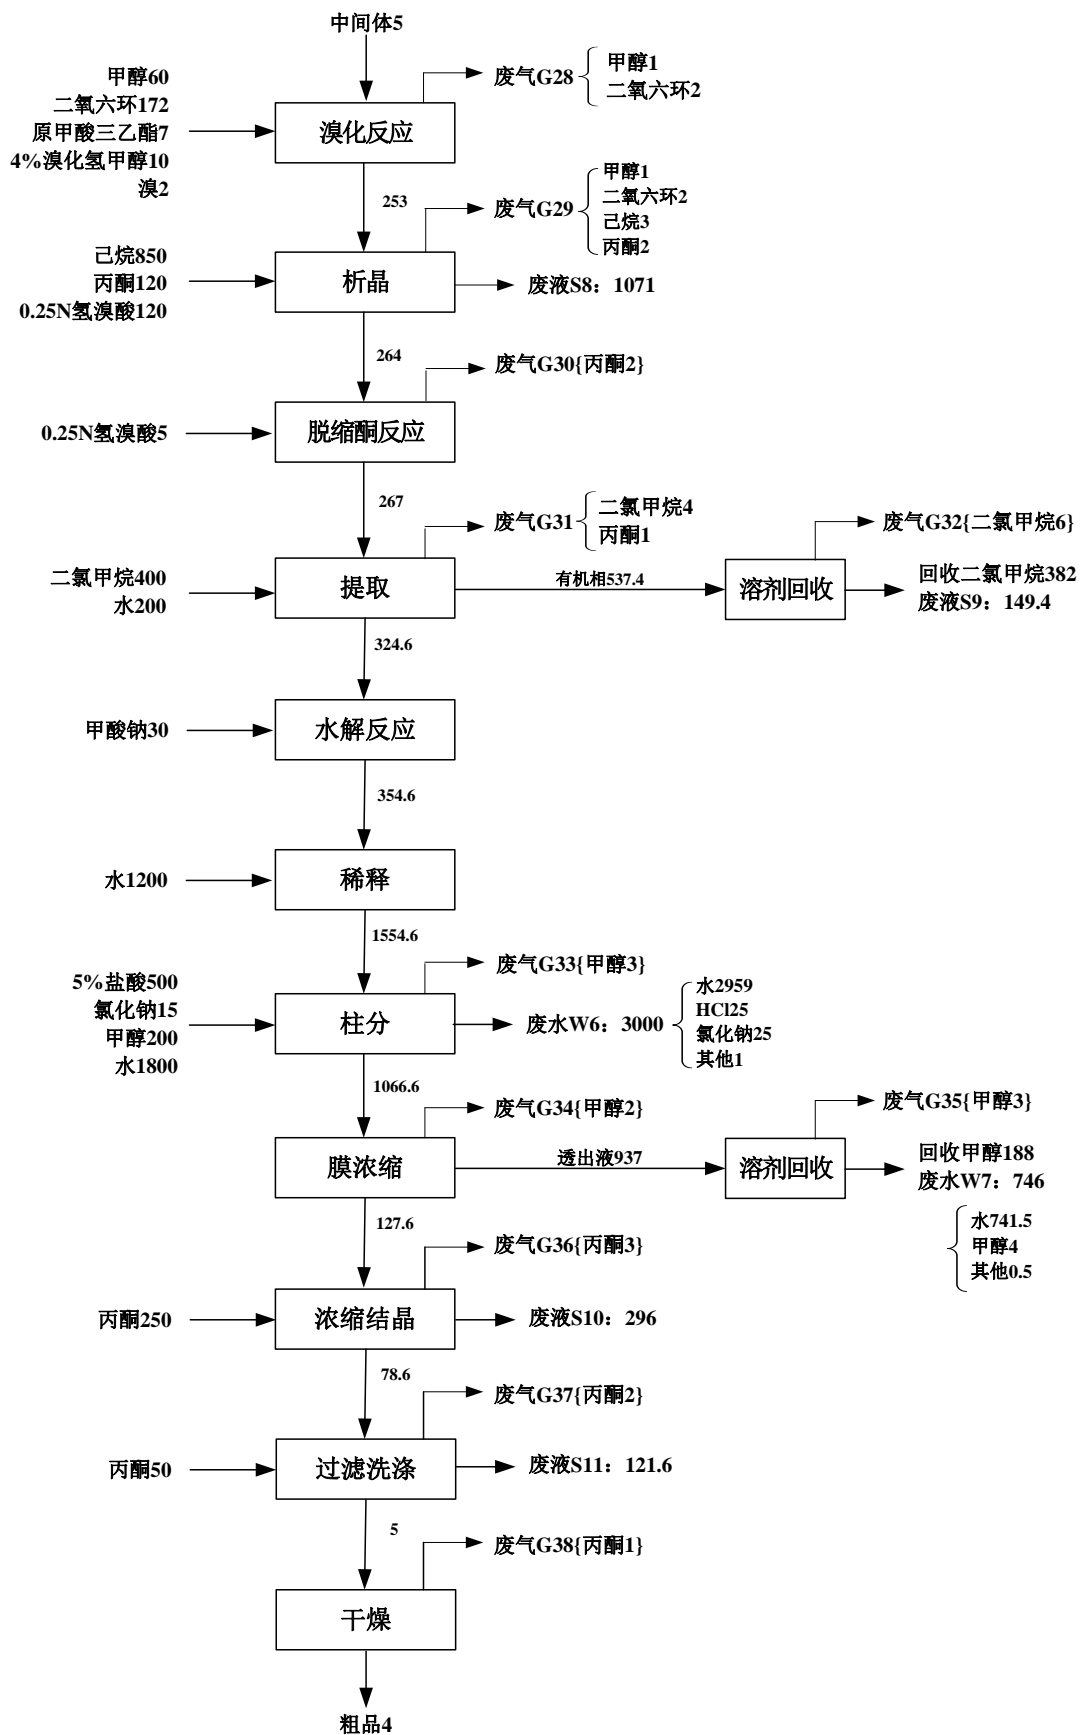 中间体5
甲醇60
二氧六环172
原甲酸三乙酯7
4%溴化氢甲醇10
溴2
溴化反应
废气G28
甲醇1
二氧六环2
253
废气G29
甲醇1
二氧六环2
己烷3
丙酮2
己烷850
丙酮120
0.25N氢溴酸120
析晶
废液S8：1071
264
废气G30{丙酮2}
0.25N氢溴酸5
脱缩酮反应
267
废气G31
二氯甲烷4
丙酮1
二氯甲烷400
水200
提取
有机相537.4
溶剂回收
废气G32{二氯甲烷6}
回收二氯甲烷382
废液S9：149.4
324.6
甲酸钠30
水解反应
354.6
水1200
稀释
1554.6
废气G33{甲醇3}
5%盐酸500
氯化钠15
甲醇200
水1800
柱分
废水W6：3000
水2959
HCl25
氯化钠25
其他1
1066.6
废气G34{甲醇2}
膜浓缩
透出液937
溶剂回收
废气G35{甲醇3}
回收甲醇188
废水W7：746
水741.5
甲醇4
其他0.5
127.6
废气G36{丙酮3}
丙酮250
浓缩结晶
废液S10：296
78.6
废气G37{丙酮2}
丙酮50
过滤洗涤
废液S11：121.6
5
废气G38{丙酮1}
干燥
粗品4